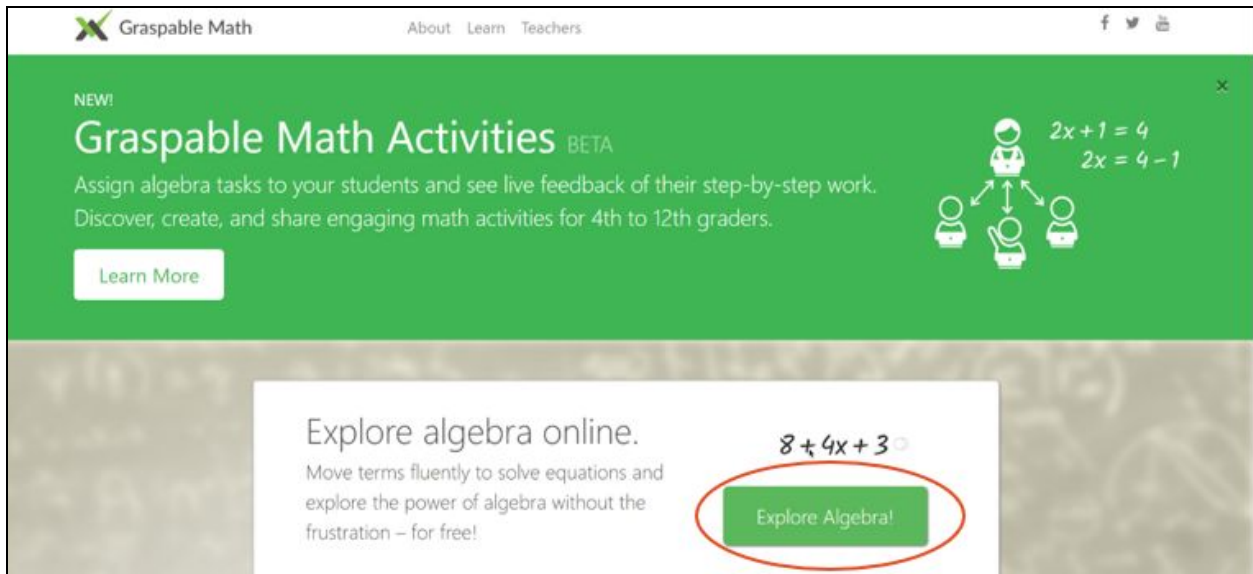 Graspable Math
About Learn Teachers
NEW!
Graspable Math Activities BETA
Assign algebra tasks to your students and see live feedback of their step-by-step work.
Discover, create, and share engaging math activities for 4th to 12th graders.
Learn More
2x + 1 = 4
2x = 4 - 1
Explore algebra online.
Move terms fluently to solve equations and
explore the power of algebra without the
frustration – for free!
8 + 4x + 3
Explore Algebra!